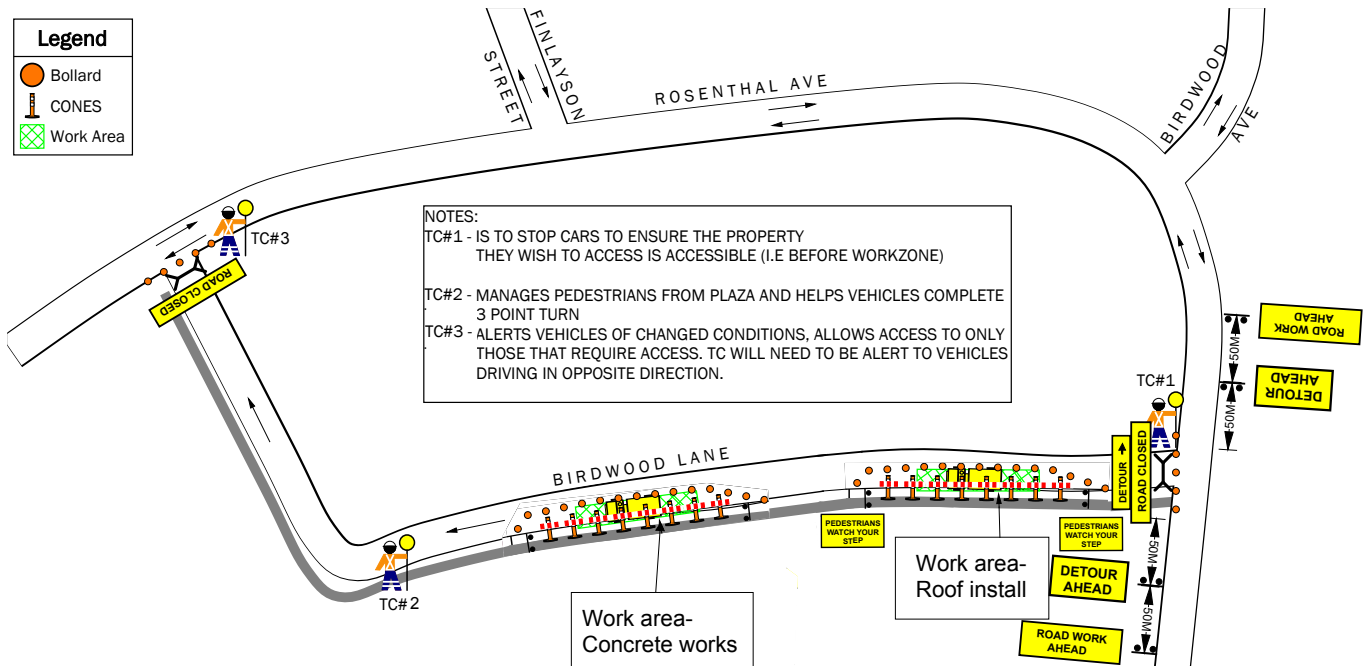 Legend
Bollard
CONES
Work Area
FINLAYSON
STREET
ROSENTHAL AVE
BIRDWOOD
AVE
TC#3
ROAD CLOSED
NOTES:
TC#1 - IS TO STOP CARS TO ENSURE THE PROPERTY
THEY WISH TO ACCESS IS ACCESSIBLE (I.E BEFORE WORKZONE)
TC#2 - MANAGES PEDESTRIANS FROM PLAZA AND HELPS VEHICLES COMPLETE
3 POINT TURN
TC#3 - ALERTS VEHICLES OF CHANGED CONDITIONS, ALLOWS ACCESS TO ONLY
THOSE THAT REQUIRE ACCESS. TC WILL NEED TO BE ALERT TO VEHICLES
DRIVING IN OPPOSITE DIRECTION.
ROAD WORK
AHEAD
50M
DETOUR
AHEAD
50M
TC#1
DETOUR
ROAD CLOSED
BIRDWOOD LANE
PEDESTRIANS
WATCH YOUR
STEP
PEDESTRIANS
WATCH YOUR
STEP
50M
DETOUR
AHEAD
50M
ROAD WORK
AHEAD
Work area-
Roof install
Work area-
Concrete works
TC#2